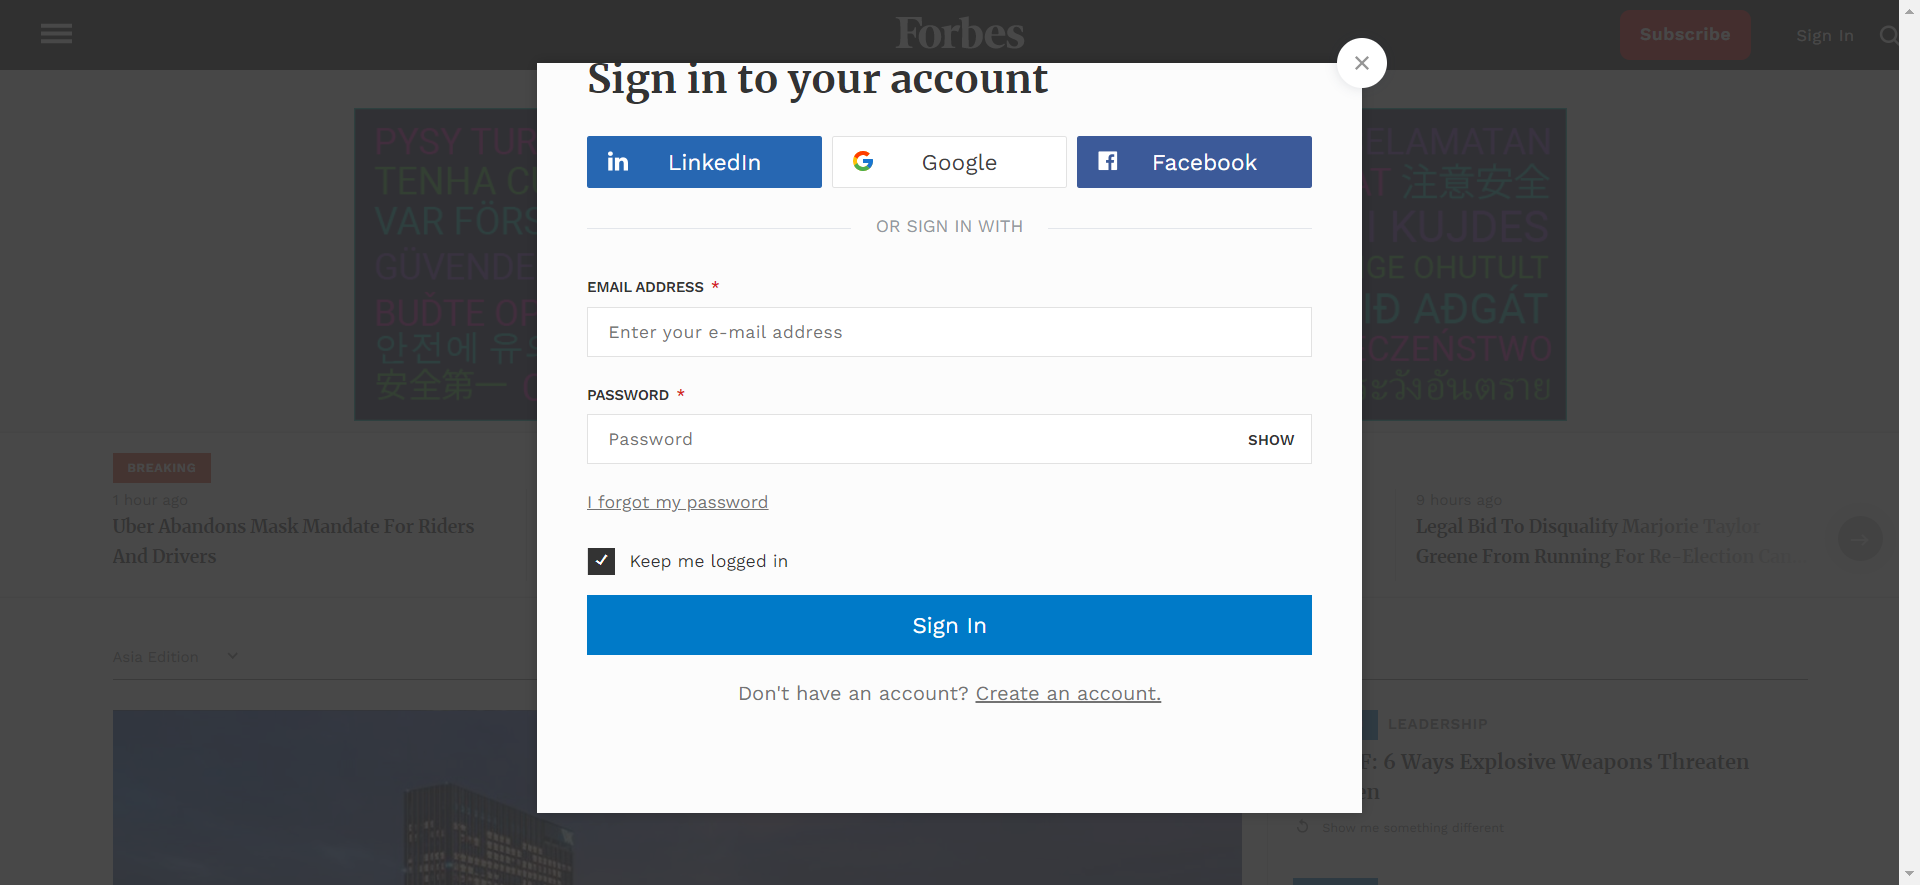 Forbes
Subscribe
Sign In
Sign in to your account
LinkedIn
Google
Facebook
OR SIGN IN WITH
EMAIL ADDRESS *
Enter your e-mail address
PASSWORD *
Password
SHOW
I forgot my password
Keep me logged in
Sign In
Don't have an account? Create an account.
PYSY TUR
TENHA C
VAR FÖRS
GÜVENDE
BUĎTE OP
안전에 유의
安全第一
ELAMATAN
AT 注意安全
I KUJDES
GE OHUTULT
IÐ AÐGÁT
CZEŃSTWO
ระวังอันตราย
BREAKING
1 hour ago
Uber Abandons Mask Mandate For Riders
And Drivers
9 hours ago
Legal Bid To Disqualify Marjorie Taylor
Greene From Running For Re-Election
Asia Edition
LEADERSHIP
F: 6 Ways Explosive Weapons Threaten
en
Show me something different